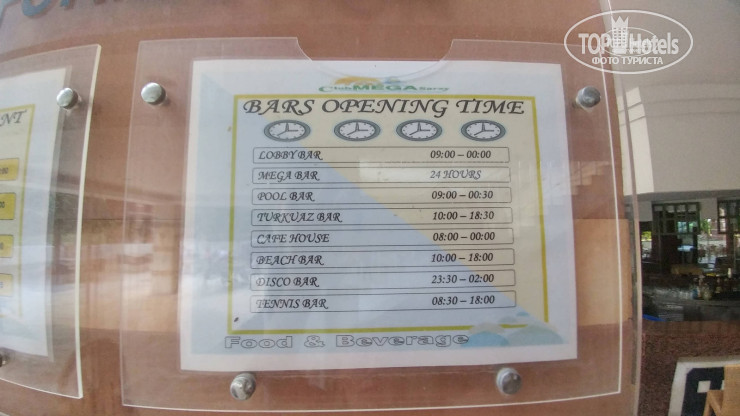 TOP Hotels
ФОТО ТУРИСТА
NT
Club MEGA Saray
BARS OPENING TIME
LOBBY BAR 09:00 – 00:00
MEGA BAR 24 HOURS
POOL BAR 09:00 – 00:30
TURKUAZ BAR 10:00 – 18:30
CAFE HOUSE 08:00 – 00:00
BEACH BAR 10:00 – 18:00
DISCO BAR 23:30 – 02:00
TENNIS BAR 08:30 – 18:00
Food & Beverage